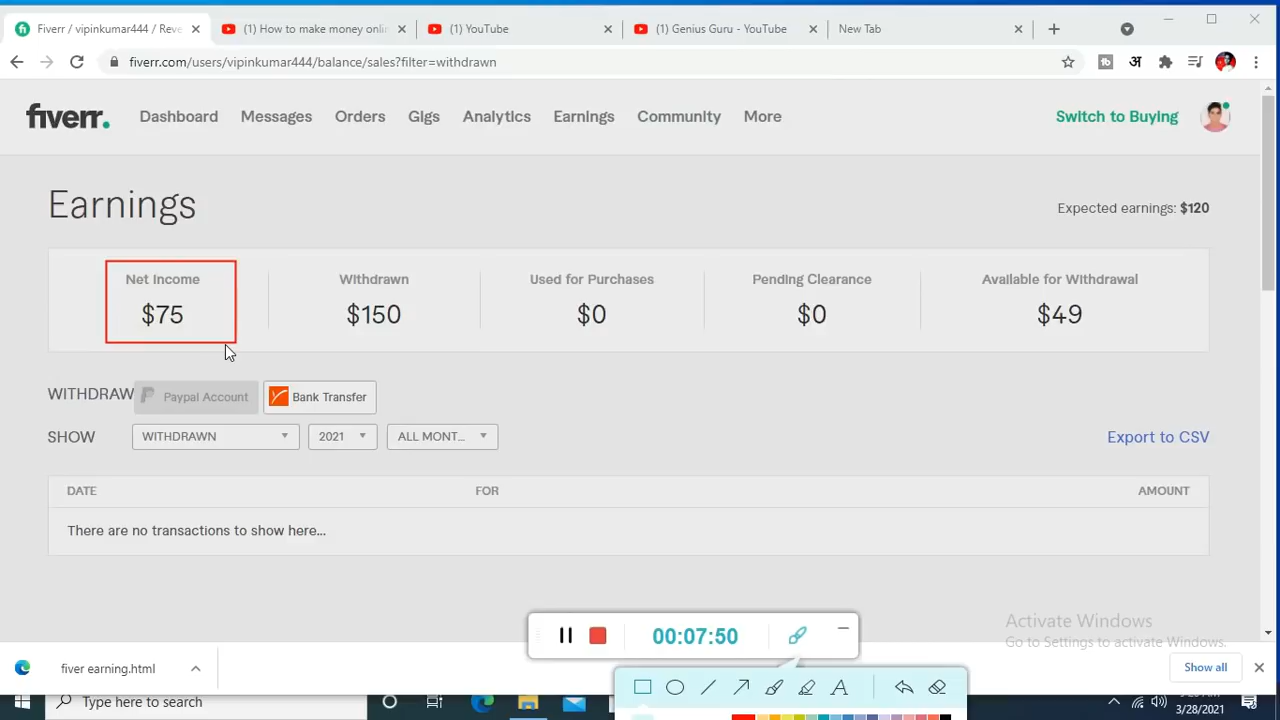 Fiverr / vipinkumar444 / Reve
(1) How to make money onlin
(1) YouTube
(1) Genius Guru - YouTube
New Tab
fiverr.com/users/vipinkumar444/balance/sales?filter=withdrawn
अ
fiverr.
Dashboard
Messages
Orders
Gigs
Analytics
Earnings
Community
More
Switch to Buying
Earnings
Expected earnings: $120
Net Income
Withdrawn
Used for Purchases
Pending Clearance
Available for Withdrawal
$75
$150
$0
$0
$49
WITHDRAW
Paypal Account
Bank Transfer
SHOW
WITHDRAWN
2021
ALL MONT...
Export to CSV
DATE
FOR
AMOUNT
There are no transactions to show here...
00:07:50
Activate Windows
Go to Settings to activate Windows.
fiver earning.html
Show all
A
Type here to search
3/28/2021